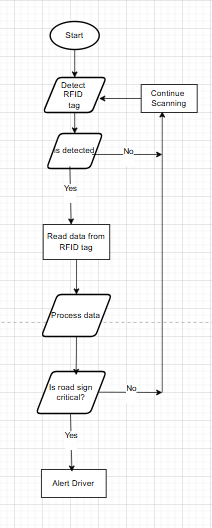 Start
Detect
RFID
tag
Continue
Scanning
is detected
No
Yes
Read data from
RFID tag
Process data
Is road sign
critical?
No
Yes
Alert Driver